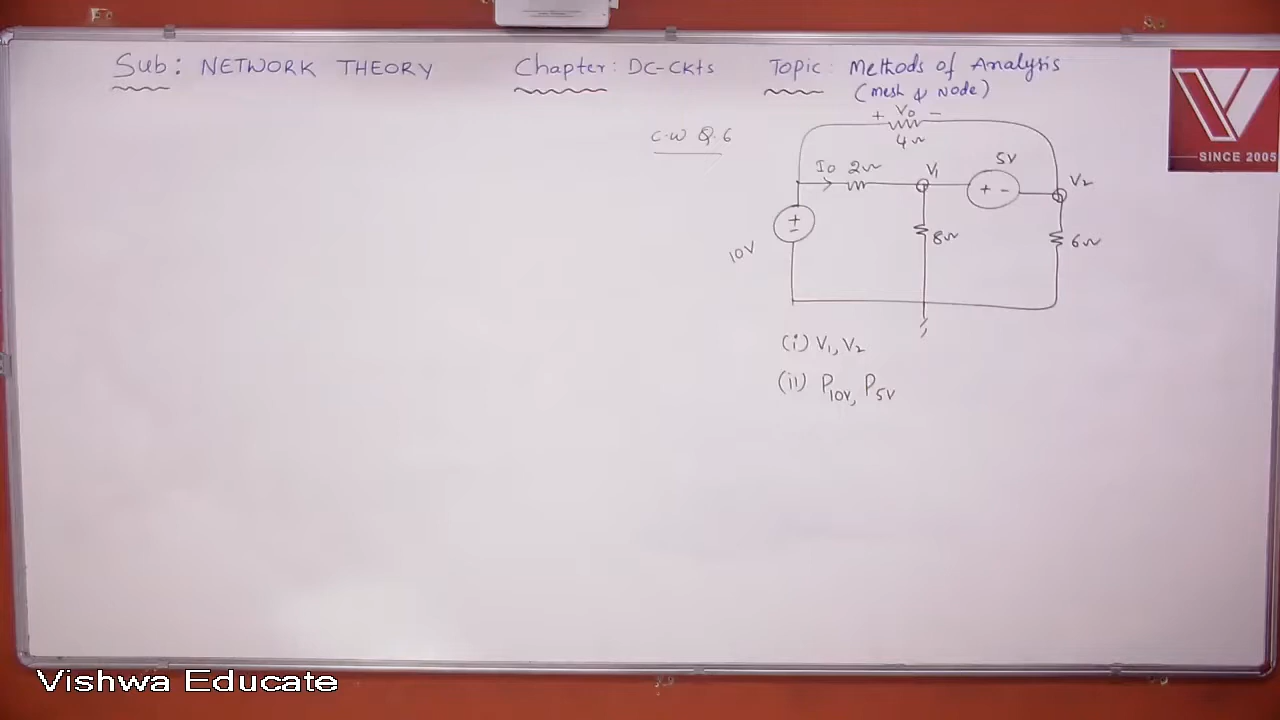 Sub: NETWORK THEORY Chapter: DC-CKts Topic: Methods of Analysis
(Mesh & Node)
C.W Q.6
+ V₀ −
4Ω
I₀ 2Ω V₁ 5V V₂
+ −
+
−
10V 8Ω 6Ω
(i) V₁, V₂
(ii) P₁₀ᵥ, P₅ᵥ
V
SINCE 2005
Vishwa Educate